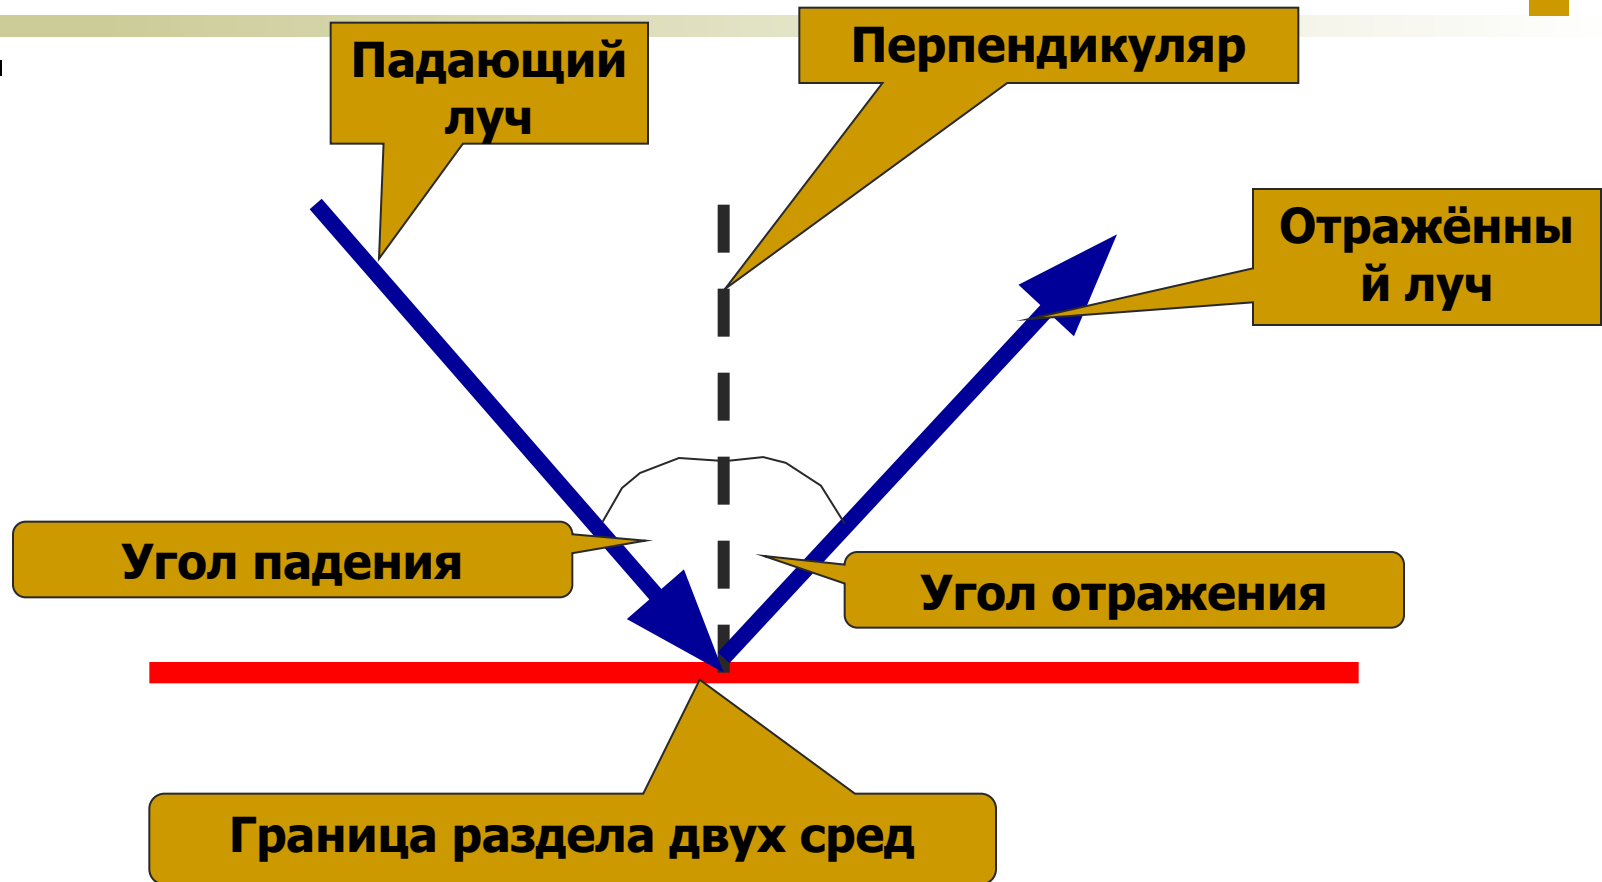 Падающий
луч
Перпендикуляр
Отражённы
й луч
Угол падения
Угол отражения
Граница раздела двух сред